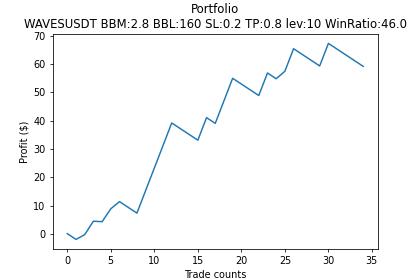 Portfolio
WAVESUSDT BBM:2.8 BBL:160 SL:0.2 TP:0.8 lev:10 WinRatio:46.0
70
60
50
40
30
20
10
0
Profit ($)
0 5 10 15 20 25 30 35
Trade counts